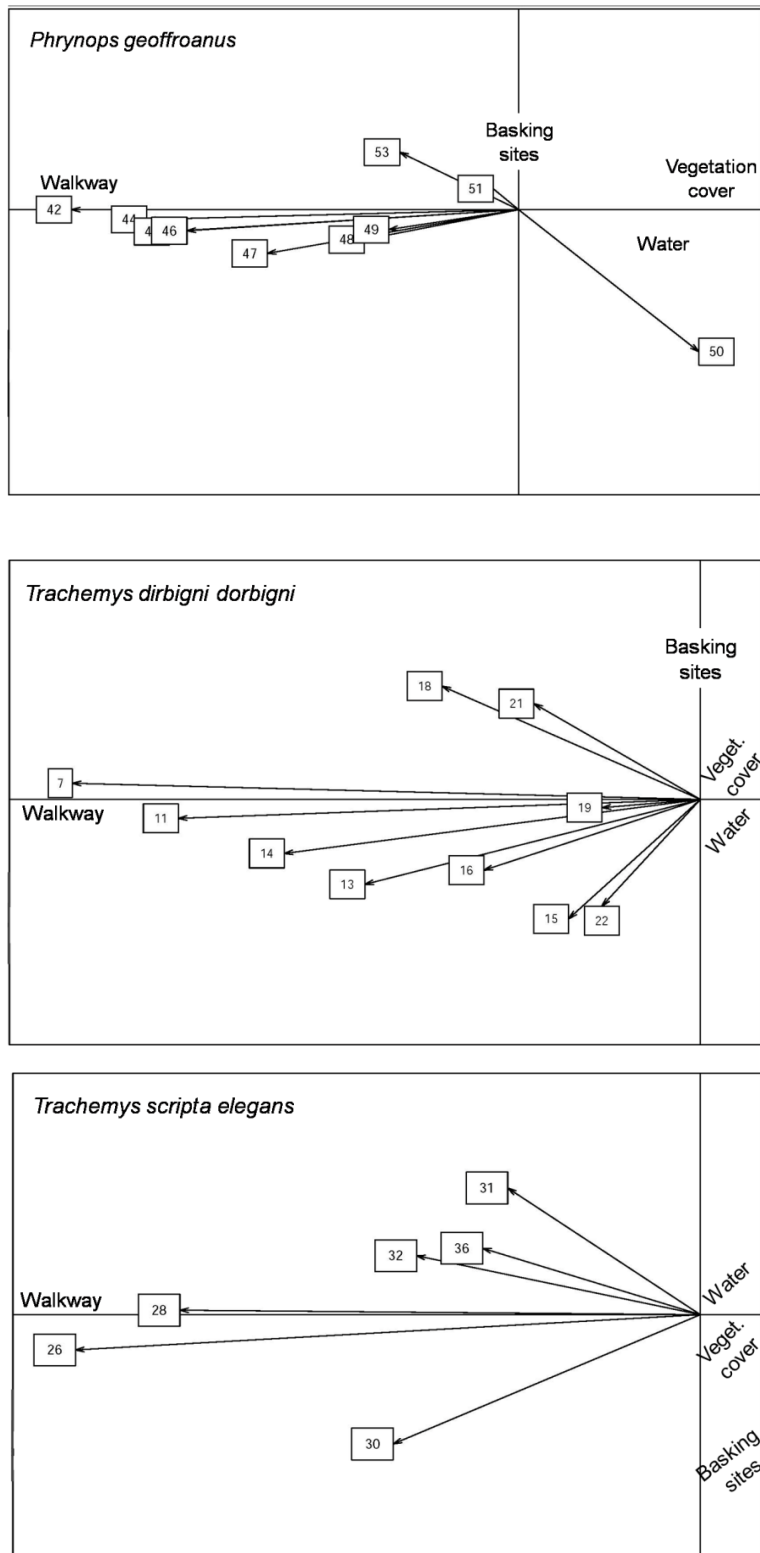 Phrynops geoffroanus
Basking
sites
53
51
Vegetation
cover
Walkway
42
44
46
49
48
47
Water
50
Trachemys dirbigni dorbigni
Basking
sites
18
21
Veget.
cover
7
Walkway
11
19
Water
14
16
13
15
22
Trachemys scripta elegans
31
36
32
Water
Walkway
28
26
Veget.
cover
30
Basking
sites